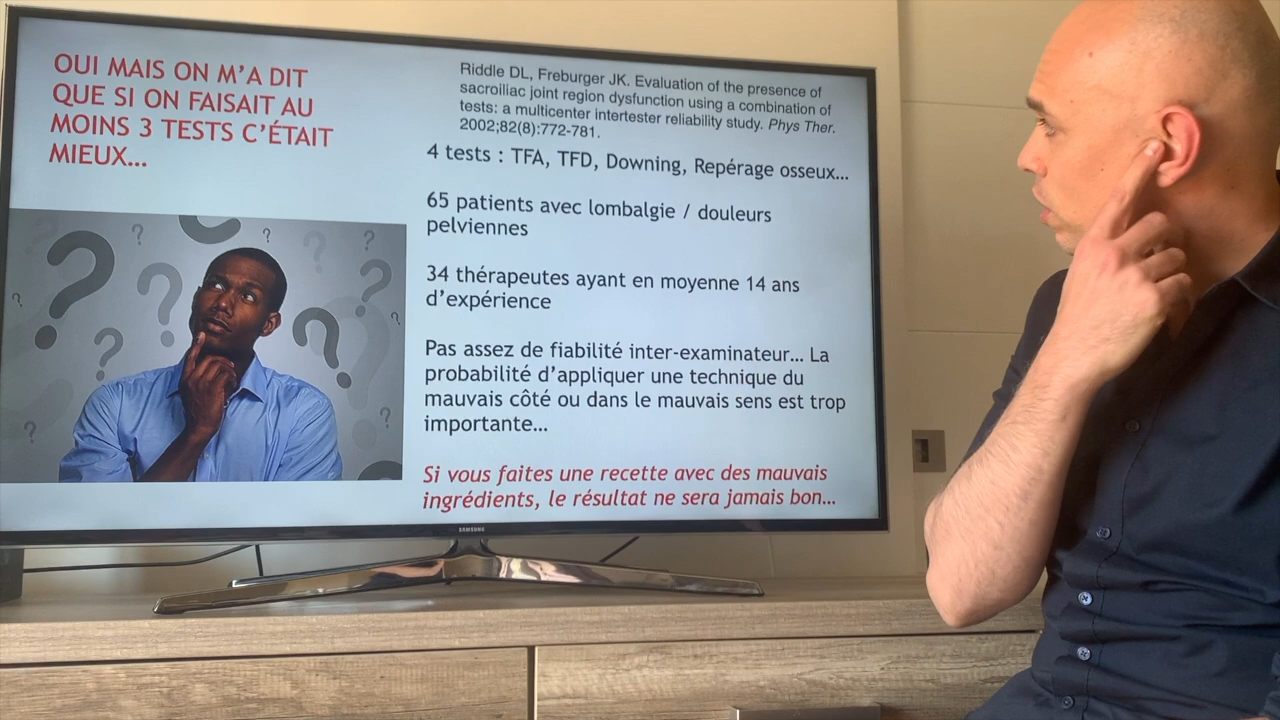 OUI MAIS ON M'A DIT
QUE SI ON FAISAIT AU
MOINS 3 TESTS C'ÉTAIT
MIEUX...
Riddle DL, Freburger JK. Evaluation of the presence of
sacroiliac joint region dysfunction using a combination of
tests: a multicenter intertester reliability study. Phys Ther.
2002;82(8):772-781.
4 tests : TFA, TFD, Downing, Repérage osseux...
65 patients avec lombalgie / douleurs
pelviennes
34 thérapeutes ayant en moyenne 14 ans
d'expérience
Pas assez de fiabilité inter-examinateur... La
probabilité d'appliquer une technique du
mauvais côté ou dans le mauvais sens est trop
importante...
Si vous faites une recette avec des mauvais
ingrédients, le résultat ne sera jamais bon...
SAMSUNG